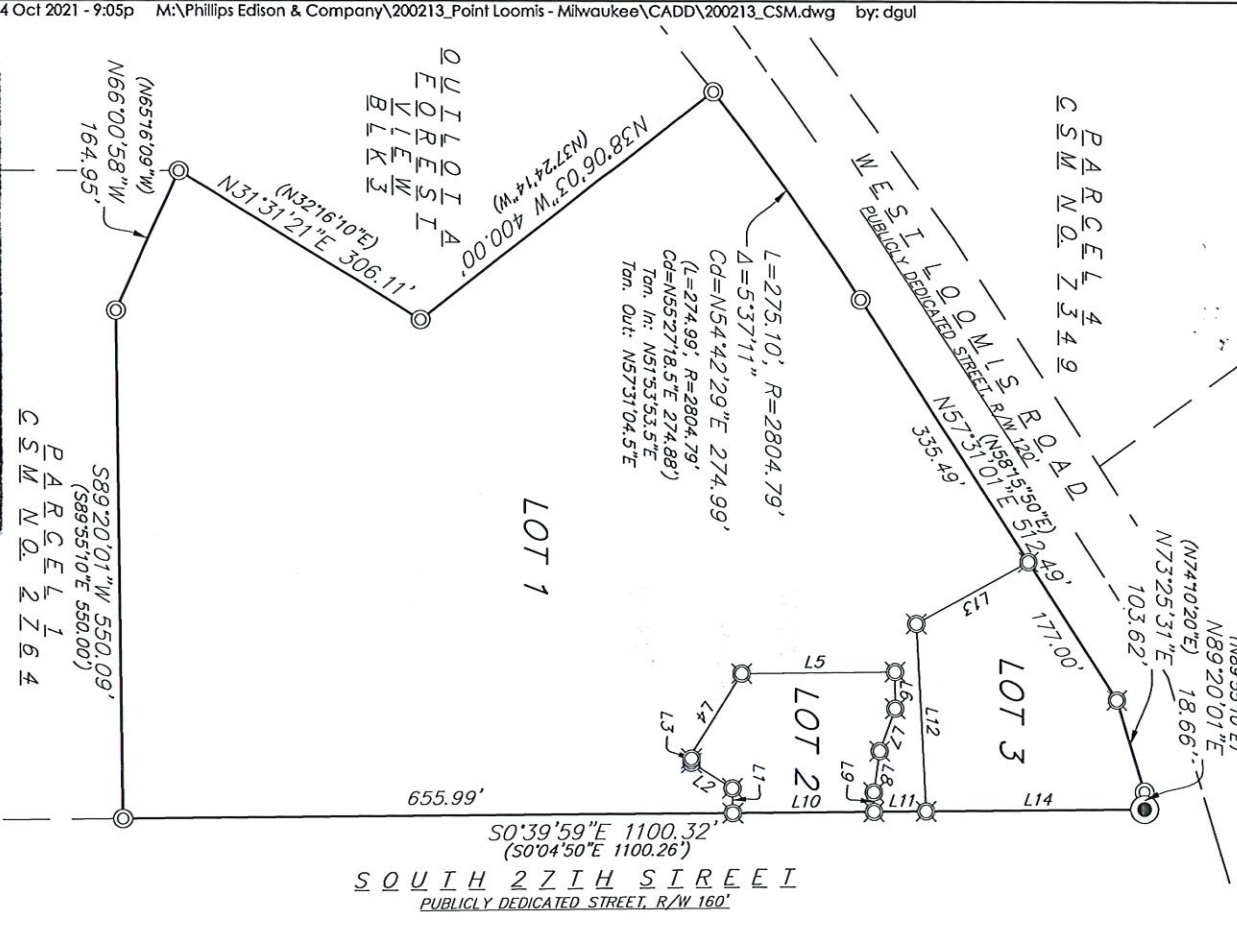 4 Oct 2021 - 9:05p M:\Phillips Edison & Company\200213_Point Loomis - Milwaukee\CADD\200213_CSM.dwg by: dgul
OUTLOT A
FOREST
VIEW
BLK 3
(N65°16'09"W)
N66°00'58"W
164.95'
(N32°16'10"E)
N31°31'21"E 306.11'
N38°06'03"W 400.00'
(N37°24'14"W)
PARCEL 4
CSM NO. 7349
WEST LOOMIS ROAD
PUBLICLY DEDICATED STREET, R/W 120'
L=275.10', R=2804.79'
Δ=5°37'11"
Cd=N54°42'29"E 274.99'
(L=274.99', R=2804.79'
Cd=N55°27'18.5"E 274.88')
Tan. In: N51°53'53.5"E
Tan. Out: N57°31'04.5"E
(N58°15'50"E)
N57°31'01"E 512.49'
335.49'
177.00'
N89°20'01"E
18.66'
(N74°10'20"E)
N73°25'31"E
103.62'
LOT 1
LOT 2
LOT 3
L13
L12
L5
L6
L7
L8
L9
L4
L3
L2
L1
L10
L11
L14
S89°20'01"W 550.09'
(S89°55'10"E 550.00')
PARCEL 1
CSM NO. 2764
655.99'
S0°39'59"E 1100.32'
(S0°04'50"E 1100.26')
SOUTH 27TH STREET
PUBLICLY DEDICATED STREET, R/W 160'